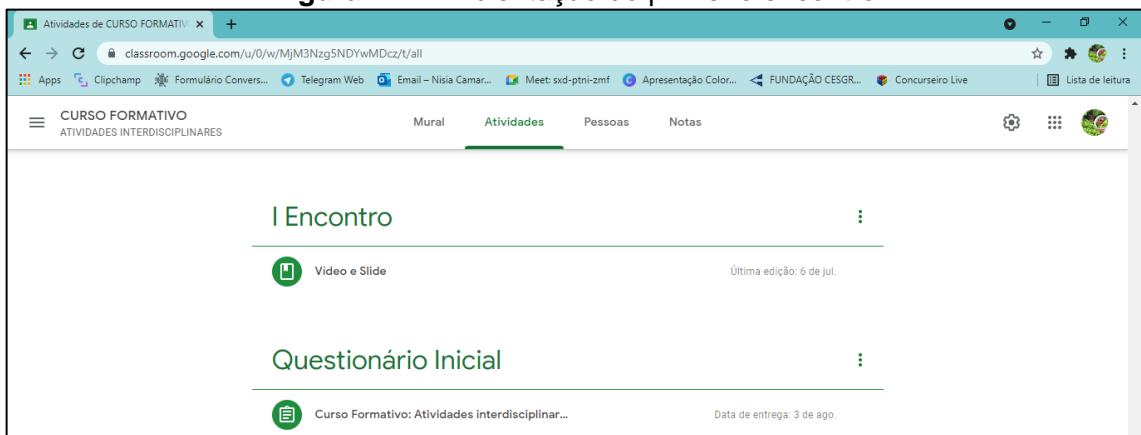 Atividades de CURSO FORMATIV
classroom.google.com/u/0/w/MjM3Nzg5NDYwMDcz/t/all
Apps Clipchamp Formulário Convers... Telegram Web Email – Nisia Camar... Meet: sxd-ptni-zmf Apresentação Color... FUNDAÇÃO CESGR... Concurseiro Live Lista de leitura
CURSO FORMATIVO
ATIVIDADES INTERDISCIPLINARES
Mural Atividades Pessoas Notas
I Encontro
Vídeo e Slide Última edição: 6 de jul.
Questionário Inicial
Curso Formativo: Atividades interdisciplinar... Data de entrega: 3 de ago.